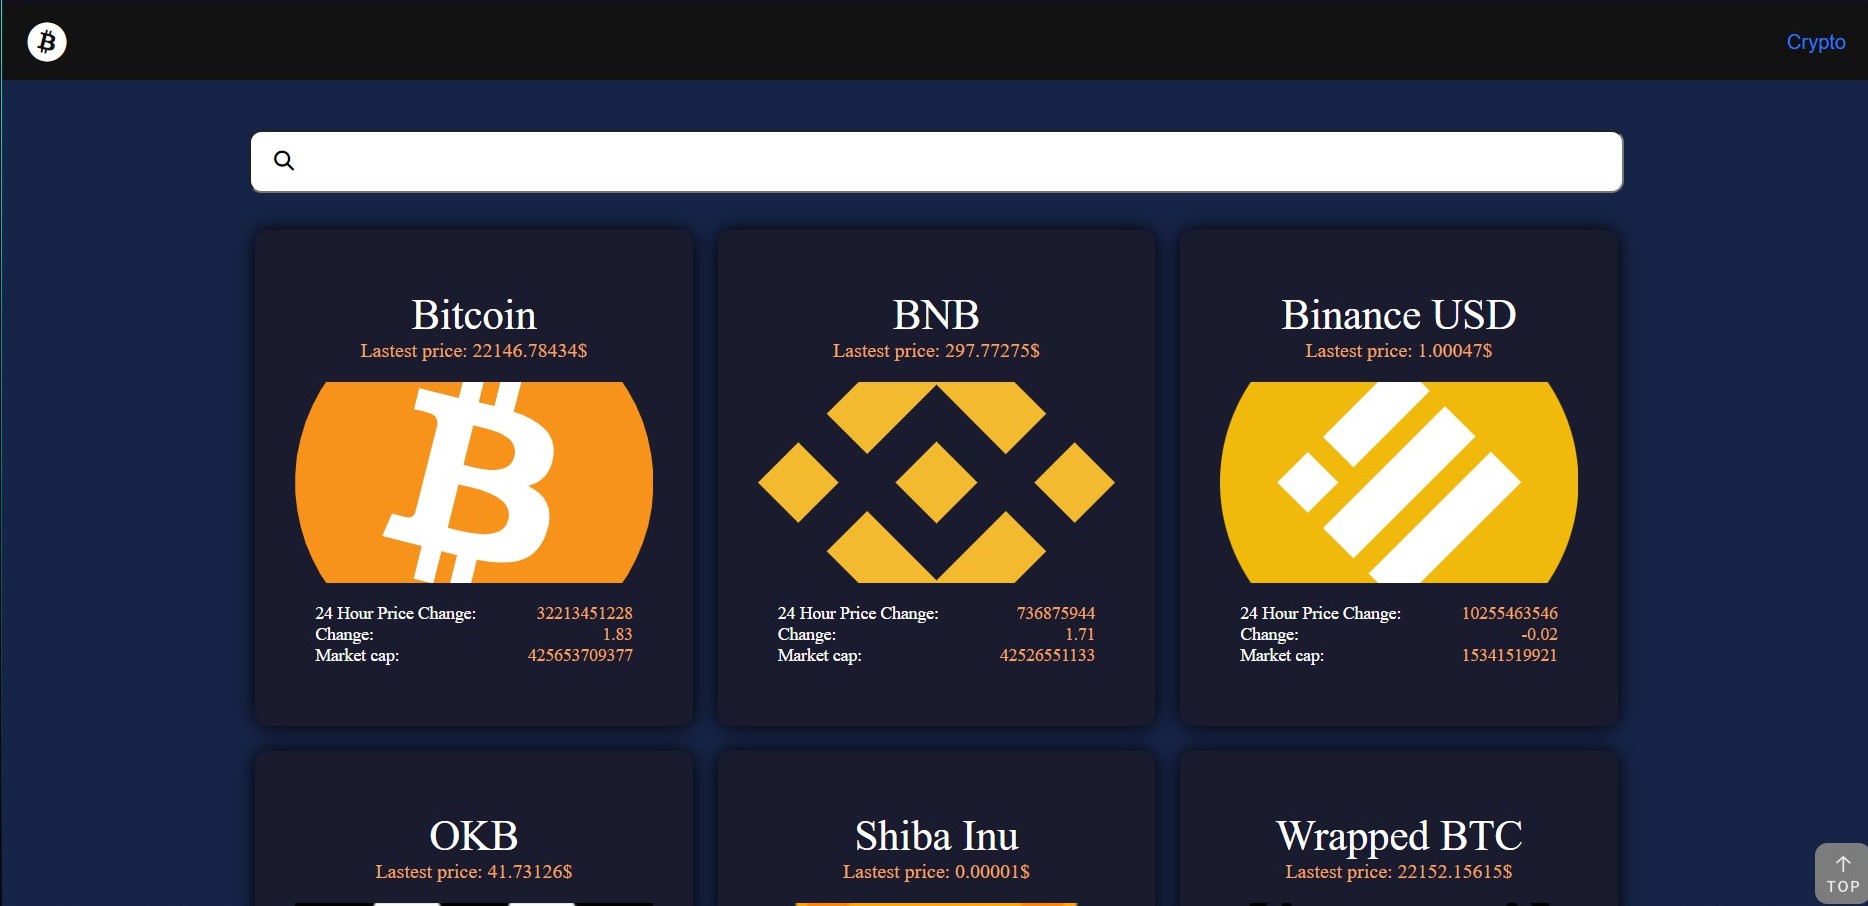 Crypto
Bitcoin
Lastest price: 22146.78434$
24 Hour Price Change: 32213451228
Change: 1.83
Market cap: 425653709377
BNB
Lastest price: 297.77275$
24 Hour Price Change: 736875944
Change: 1.71
Market cap: 42526551133
Binance USD
Lastest price: 1.00047$
24 Hour Price Change: 10255463546
Change: -0.02
Market cap: 15341519921
OKB
Lastest price: 41.73126$
Shiba Inu
Lastest price: 0.00001$
Wrapped BTC
Lastest price: 22152.15615$
TOP